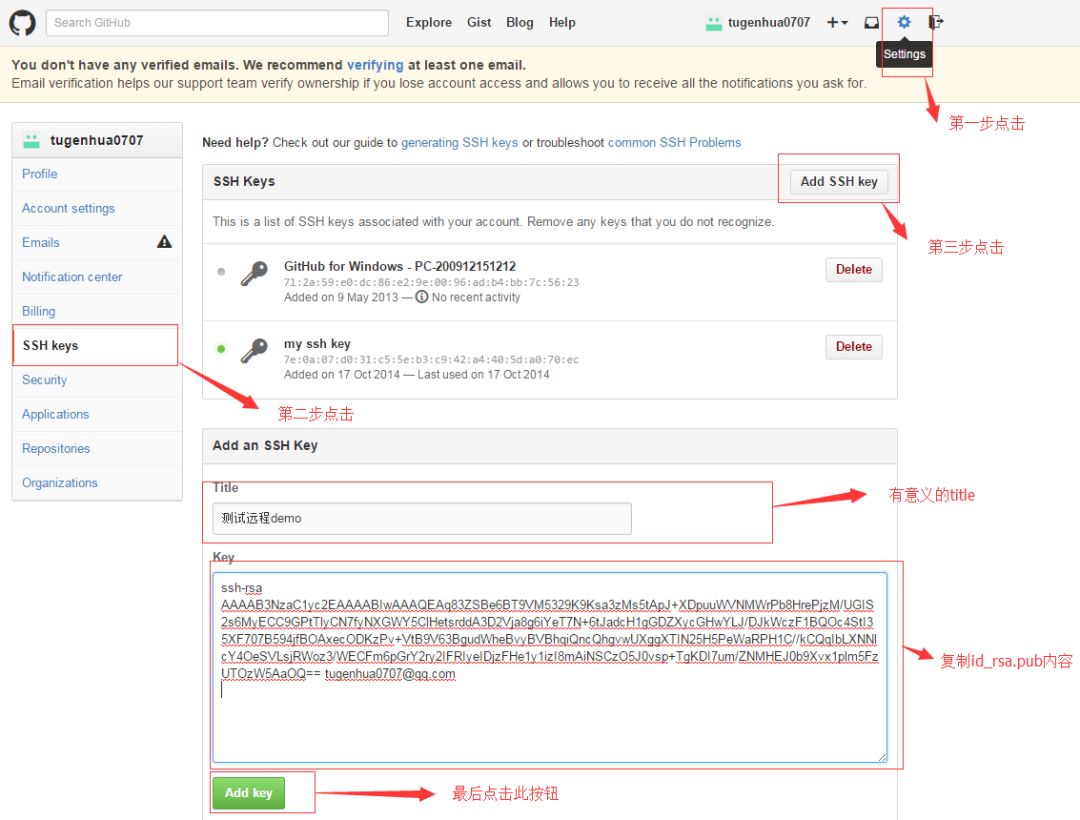 Search GitHub
Explore Gist Blog Help
tugenhua0707
Settings
You don't have any verified emails. We recommend verifying at least one email.
Email verification helps our support team verify ownership if you lose account access and allows you to receive all the notifications you ask for.
第一步点击
tugenhua0707
Profile
Account settings
Emails
Notification center
Billing
SSH keys
Security
Applications
Repositories
Organizations
第二步点击
Need help? Check out our guide to generating SSH keys or troubleshoot common SSH Problems
SSH Keys
Add SSH key
第三步点击
This is a list of SSH keys associated with your account. Remove any keys that you do not recognize.
GitHub for Windows - PC-200912151212
71:2a:59:e0:dc:86:e2:9e:00:96:ad:b4:bb:7c:56:23
Added on 9 May 2013 — No recent activity
Delete
my ssh key
7e:0a:07:d0:31:c5:5e:b3:c9:42:a4:40:5d:a0:70:ec
Added on 17 Oct 2014 — Last used on 17 Oct 2014
Delete
Add an SSH Key
Title
测试远程demo
有意义的title
Key
ssh-rsa
AAAAB3NzaC1yc2EAAAABIwAAAQEAq83ZSBe6BT9VM5329K9Ksa3zMs5tApJ+XDpuuWVNMWrPb8HrePjzM/UGIS
2s6MyECC9GPtTlyCN7fyNXGWY5ClHetsrddA3D2Vja8g6iYeT7N+6tJadcH1gGDZXycGHwYLJ/DJkWczF1BQOc4StI3
5XF707B594jfBOAxecODKzPv+VtB9V63BgudWheBvyBVBhqiQncQhgvwUXggXTIN25H5PeWaRPH1C//kCQqIbLXNNI
cY4OeSVLsjRWoz3/WECFm6pGrY2ry2IFRIyeIDjzFHe1y1izI8mAiNSCzO5J0vsp+TgKDI7um/ZNMHEJ0b9Xvx1plm5Fz
UTOzW5AaOQ== tugenhua0707@qq.com
复制id_rsa.pub内容
Add key
最后点击此按钮